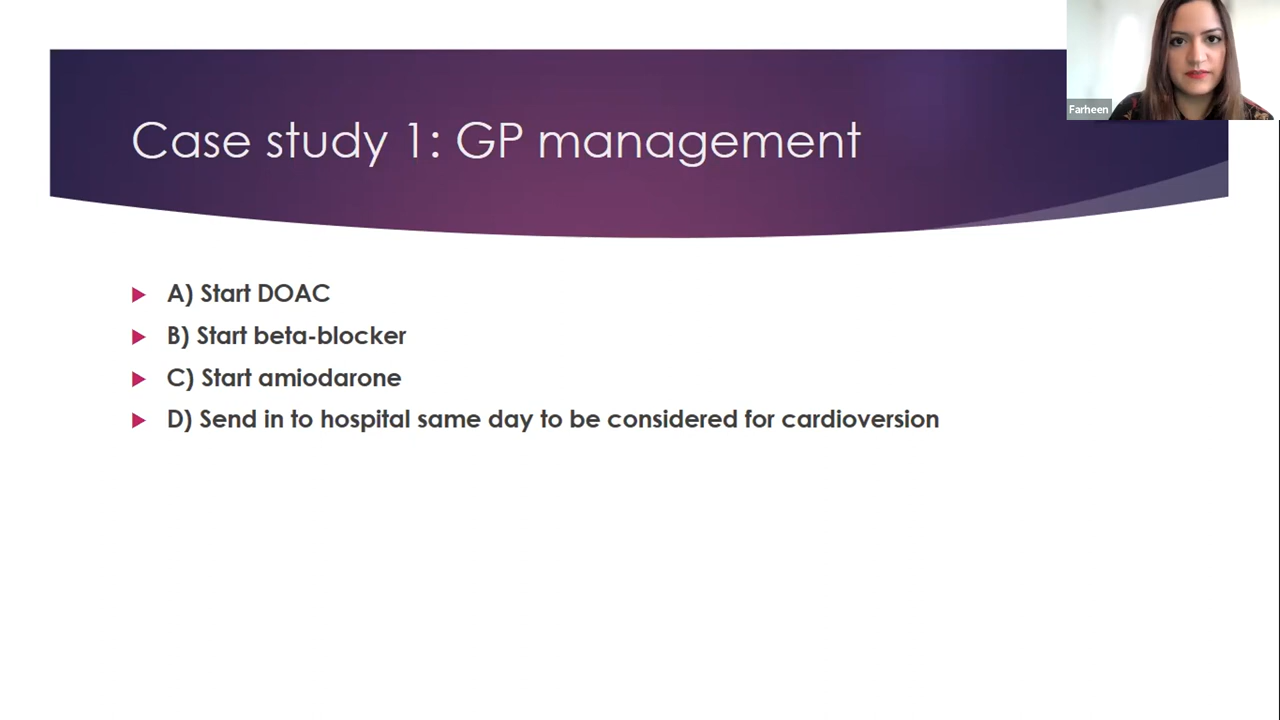 Farheen
Case study 1: GP management
A) Start DOAC
B) Start beta-blocker
C) Start amiodarone
D) Send in to hospital same day to be considered for cardioversion